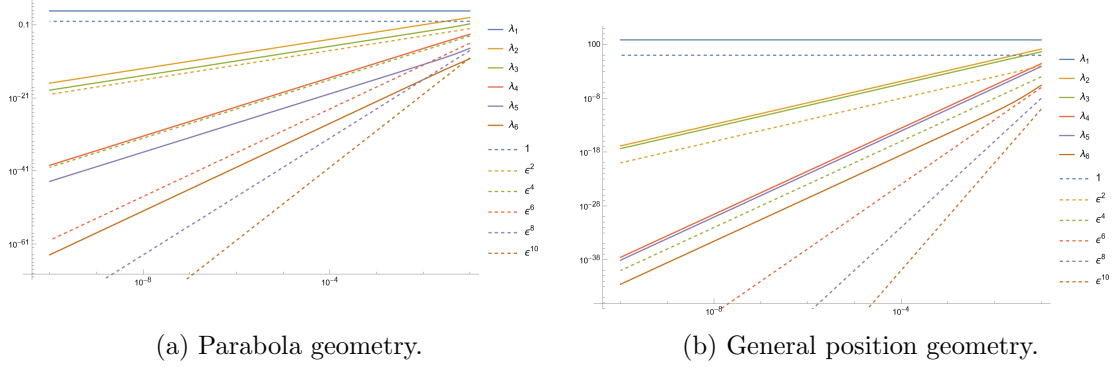 0.1
10^-21
10^-41
10^-61
10^-8
10^-4
λ1
λ2
λ3
λ4
λ5
λ6
1
ϵ^2
ϵ^4
ϵ^6
ϵ^8
ϵ^10
(a) Parabola geometry.
100
10^-8
10^-18
10^-28
10^-38
10^-8
10^-4
λ1
λ2
λ3
λ4
λ5
λ6
1
ϵ^2
ϵ^4
ϵ^6
ϵ^8
ϵ^10
(b) General position geometry.